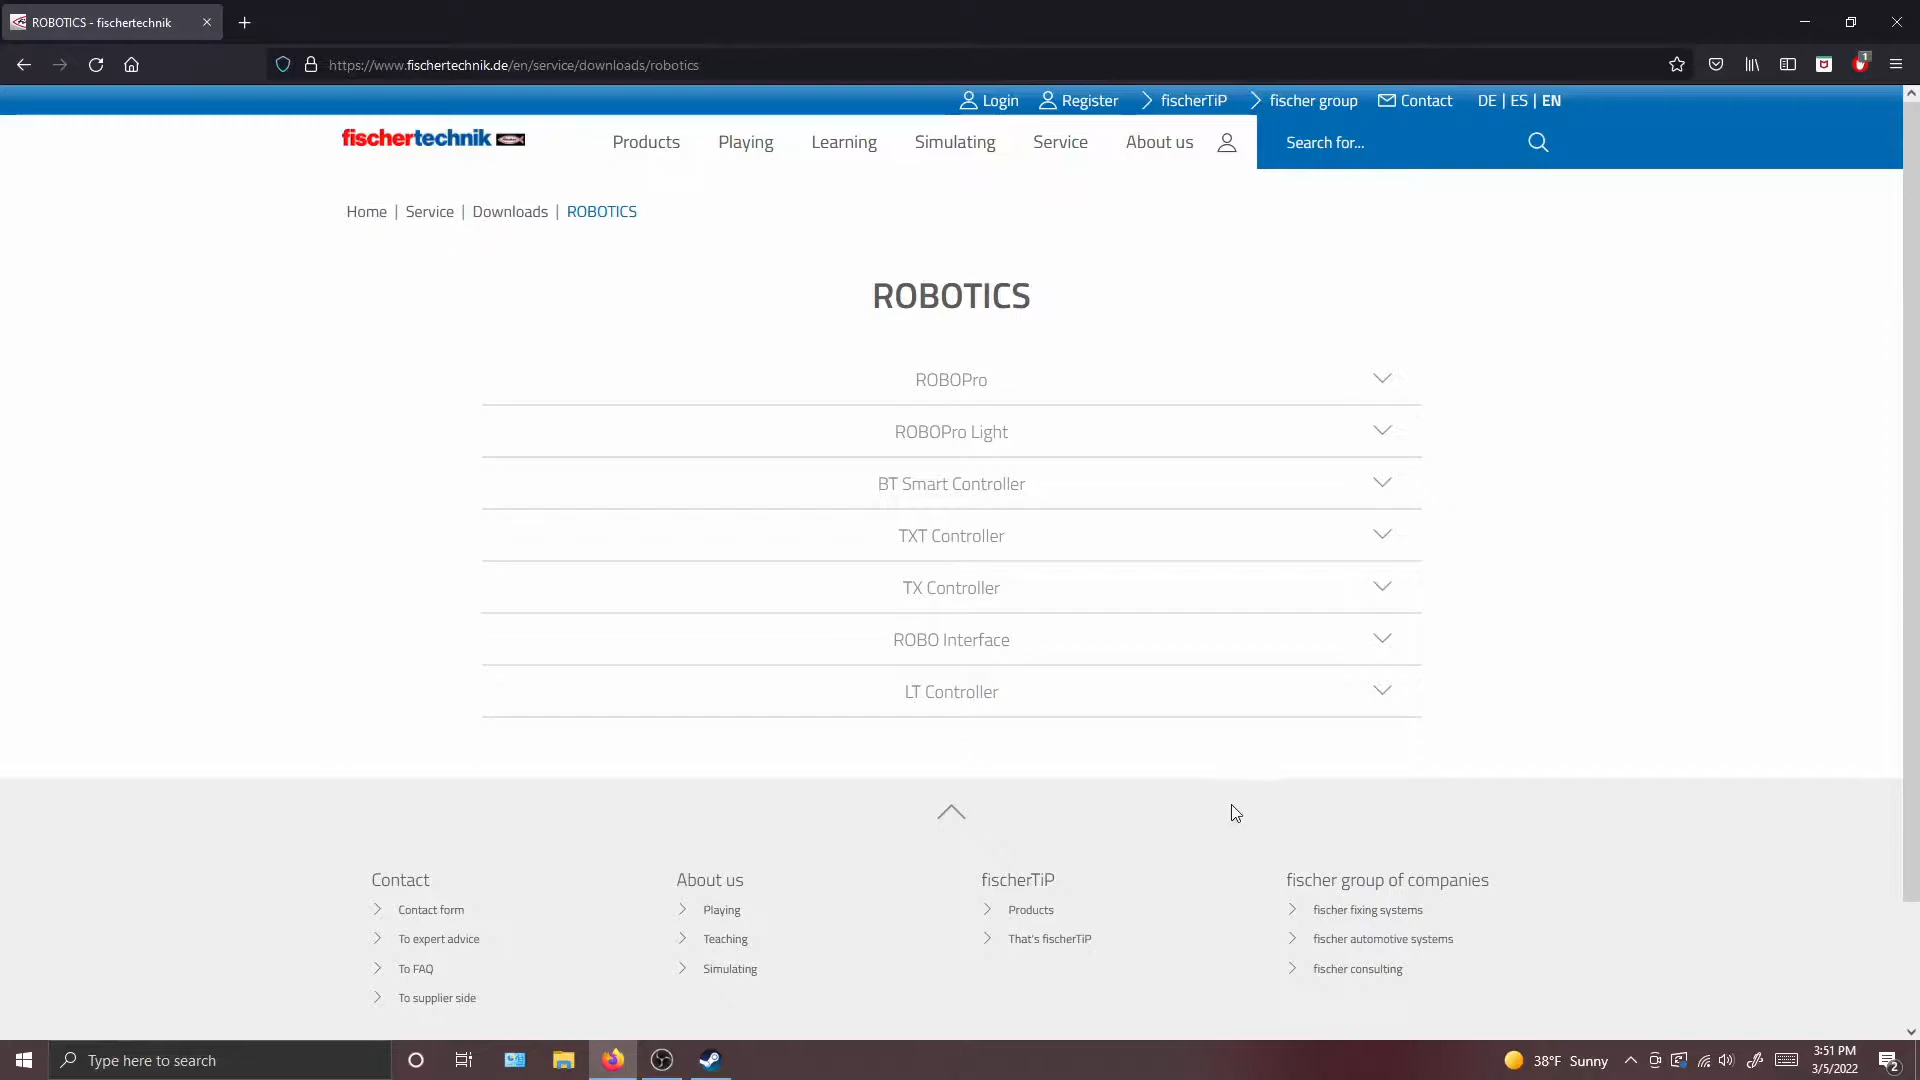 ROBOTICS - fischertechnik
https://www.fischertechnik.de/en/service/downloads/robotics
1
Login Register fischerTiP fischer group Contact DE | ES | EN
fischertechnik Products Playing Learning Simulating Service About us Search for...
Home | Service | Downloads | ROBOTICS
ROBOTICS
ROBOPro
ROBOPro Light
BT Smart Controller
TXT Controller
TX Controller
ROBO Interface
LT Controller
Contact
Contact form
To expert advice
To FAQ
To supplier side
About us
Playing
Teaching
Simulating
fischerTiP
Products
That's fischerTiP
fischer group of companies
fischer fixing systems
fischer automotive systems
fischer consulting
Type here to search
38°F Sunny
3:51 PM
3/5/2022
2